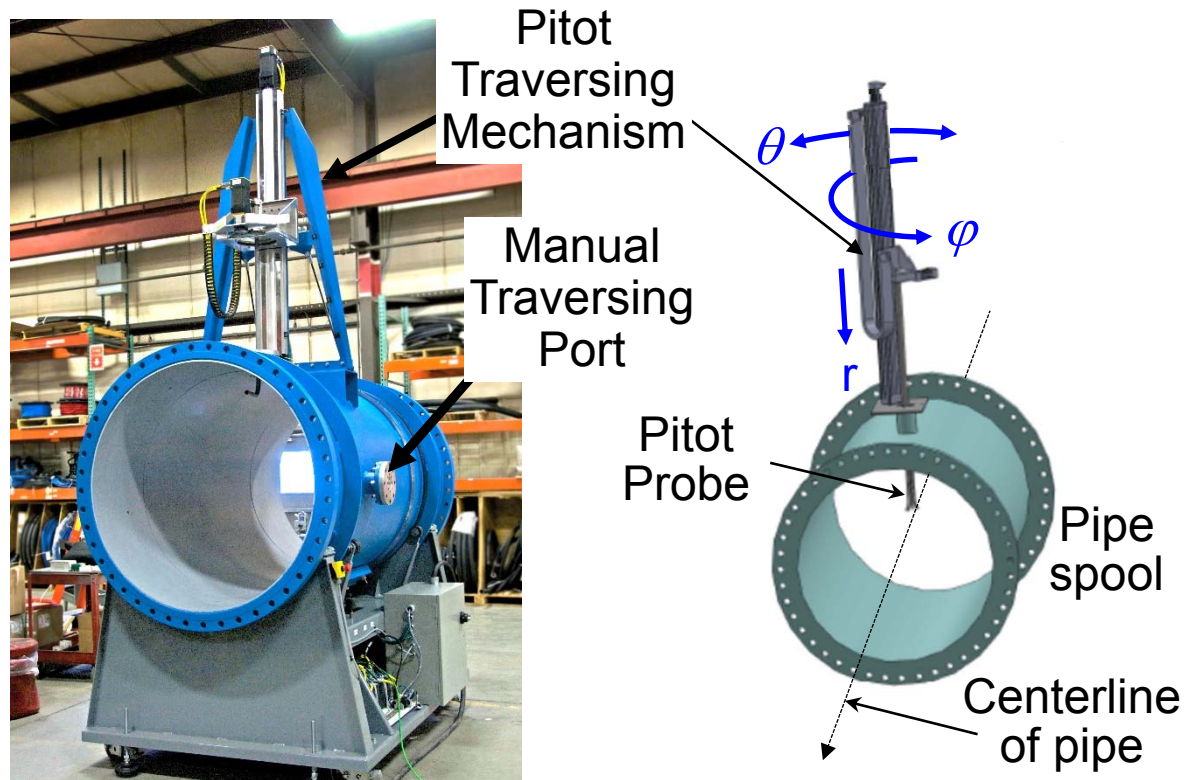 Pitot
Traversing
Mechanism
θ
φ
Manual
Traversing
Port
r
Pitot
Probe
Pipe
spool
Centerline
of pipe